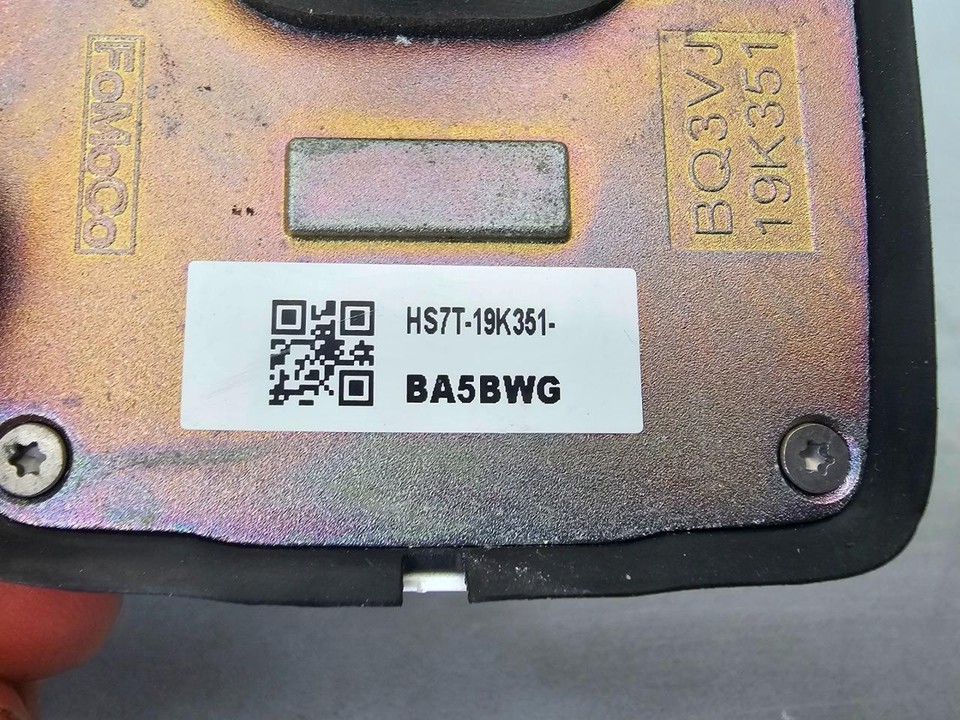 FoMoCo
BQ3VJ
19K351
HS7T-19K351-
BA5BWG